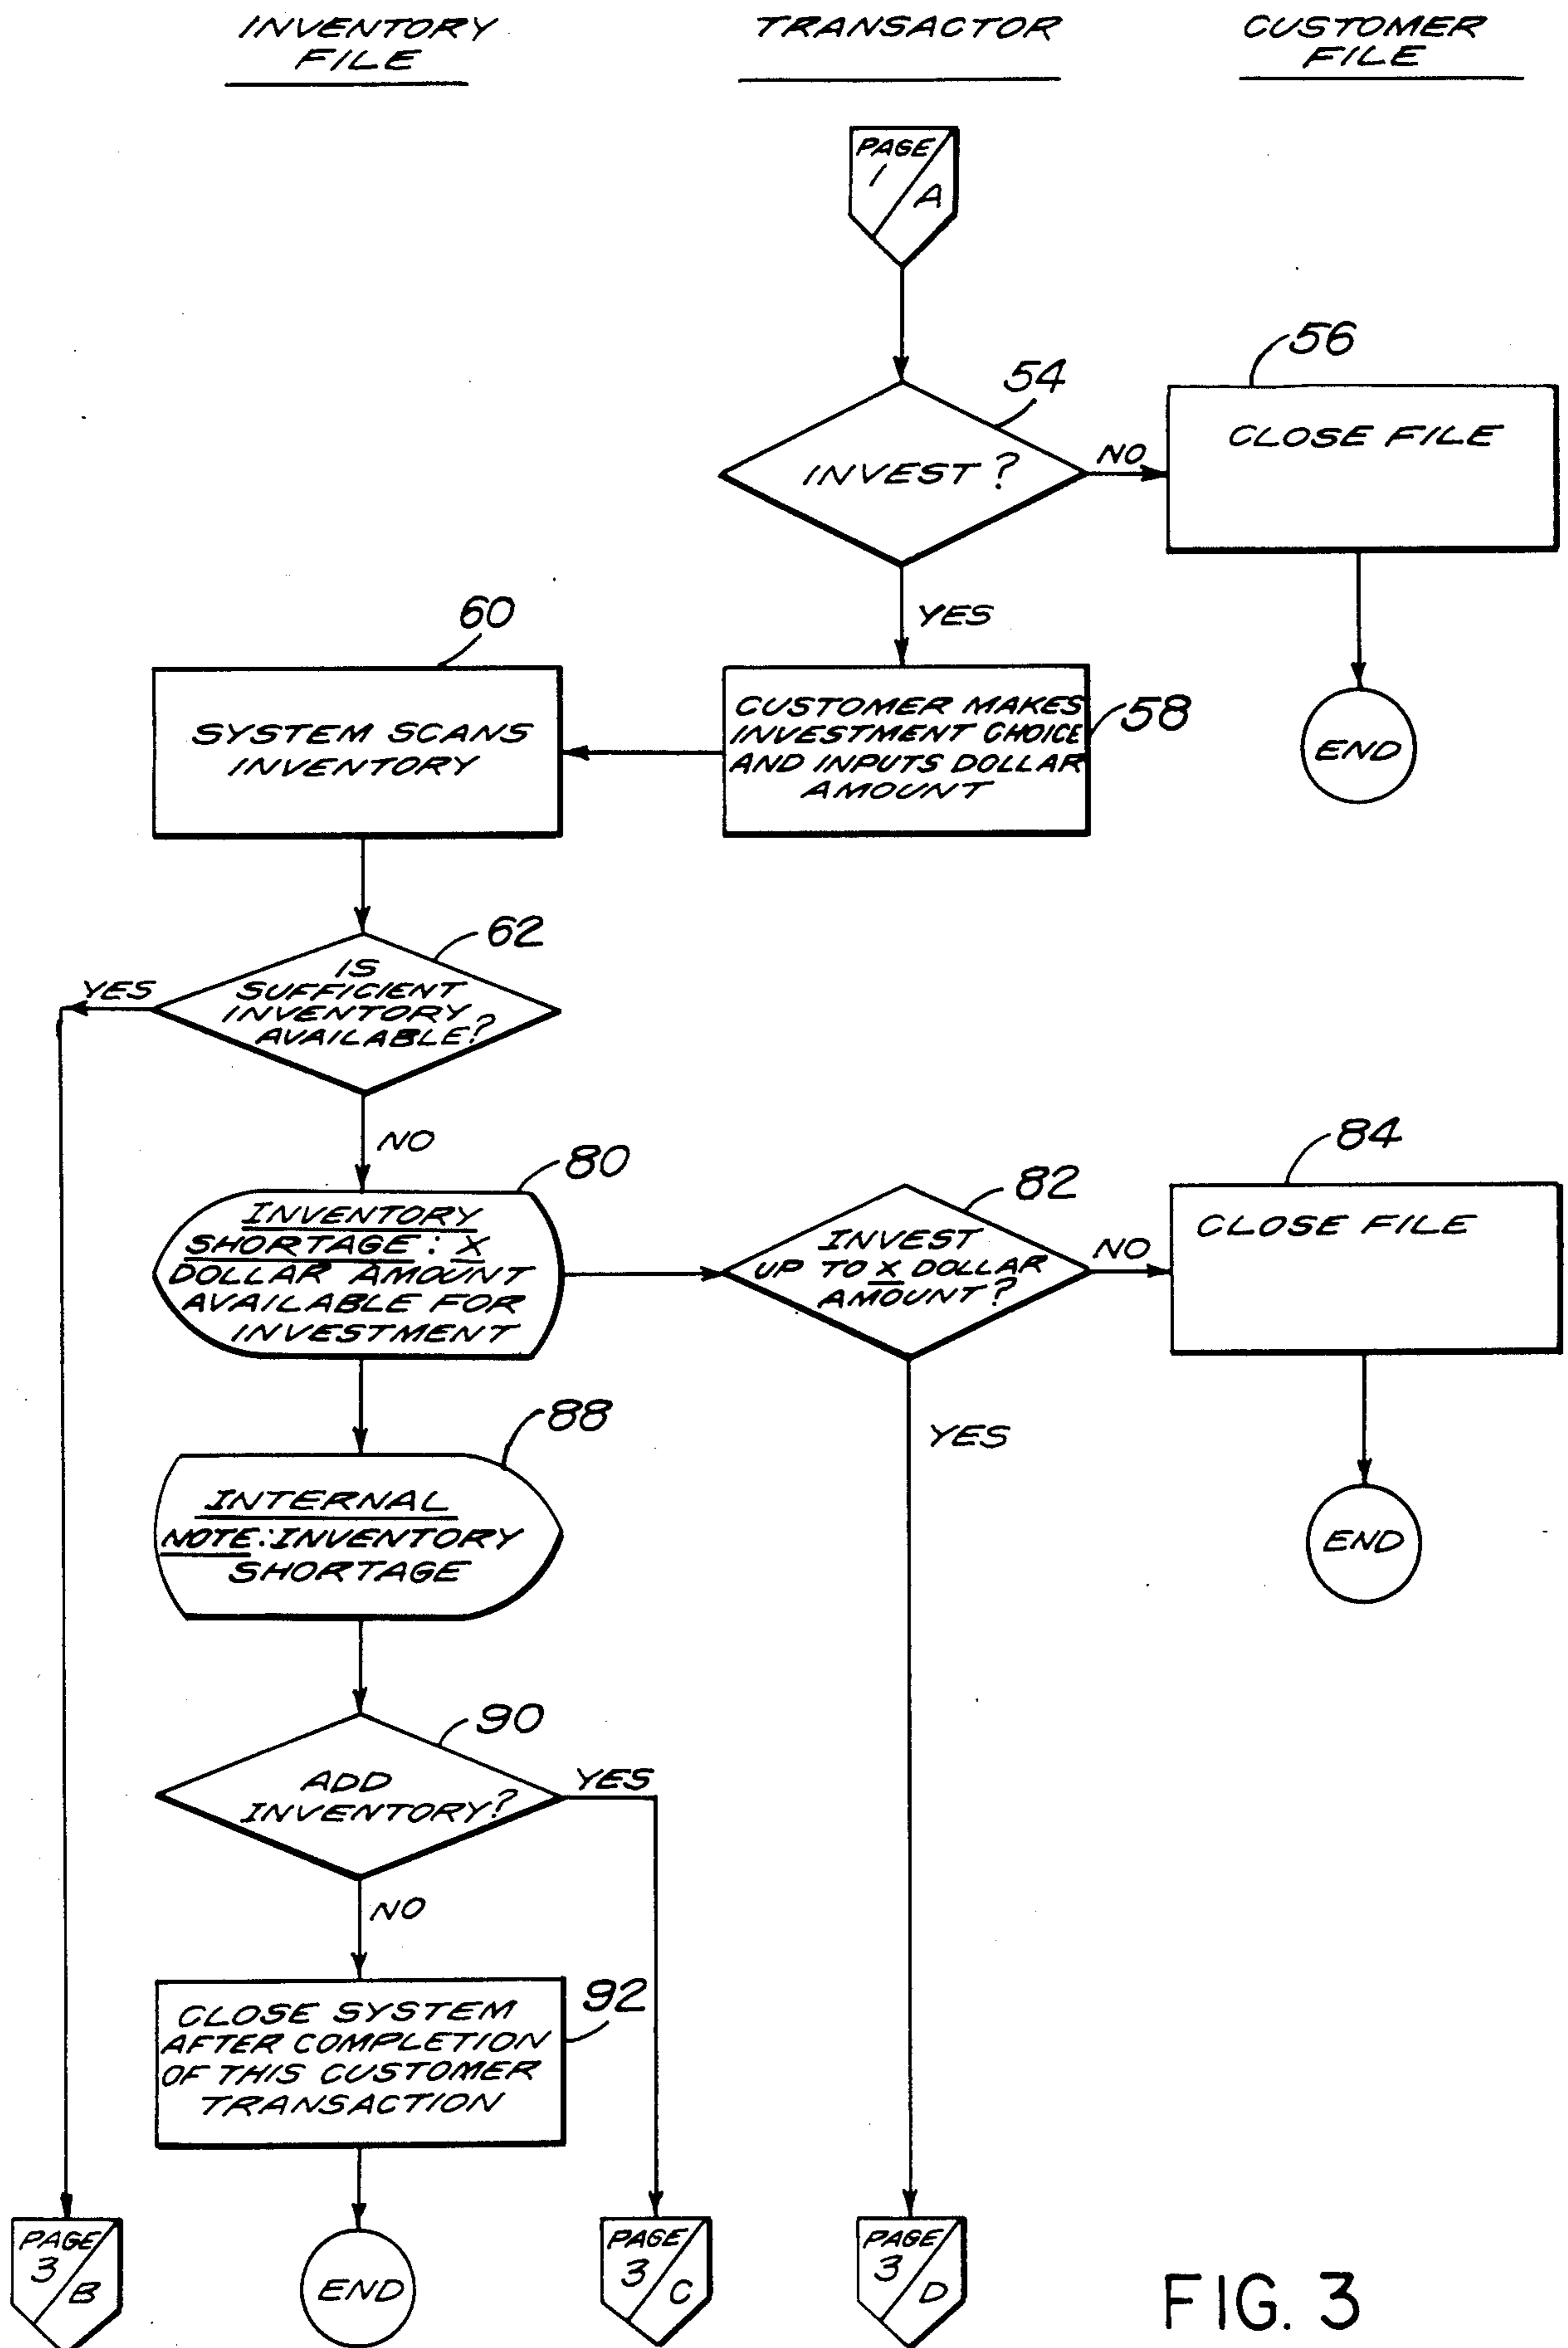 INVENTORY
FILE
TRANSACTOR
CUSTOMER
FILE
PAGE
1
A
54
INVEST?
NO
56
CLOSE FILE
END
YES
58
CUSTOMER MAKES
INVESTMENT CHOICE
AND INPUTS DOLLAR
AMOUNT
60
SYSTEM SCANS
INVENTORY
62
IS
SUFFICIENT
INVENTORY
AVAILABLE?
YES
NO
80
INVENTORY
SHORTAGE: X
DOLLAR AMOUNT
AVAILABLE FOR
INVESTMENT
82
INVEST
UP TO X DOLLAR
AMOUNT?
NO
84
CLOSE FILE
END
YES
88
INTERNAL
NOTE: INVENTORY
SHORTAGE
90
ADD
INVENTORY?
YES
NO
92
CLOSE SYSTEM
AFTER COMPLETION
OF THIS CUSTOMER
TRANSACTION
PAGE
3
B
END
PAGE
3
C
PAGE
3
D
FIG. 3